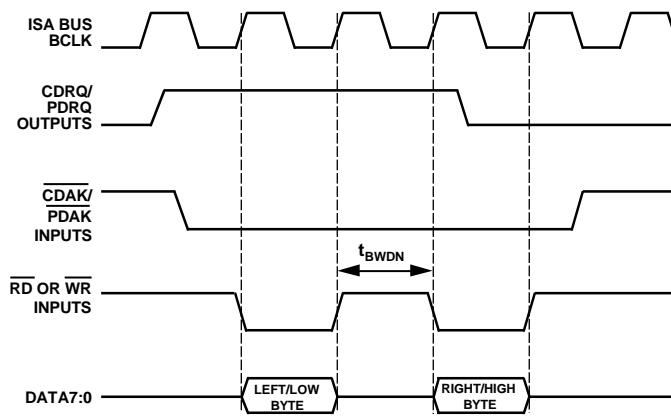 ISA BUS
BCLK
CDRQ/
PDRQ
OUTPUTS
CDAK/
PDAK
INPUTS
tBWDN
RD OR WR
INPUTS
DATA7:0
LEFT/LOW
BYTE
RIGHT/HIGH
BYTE